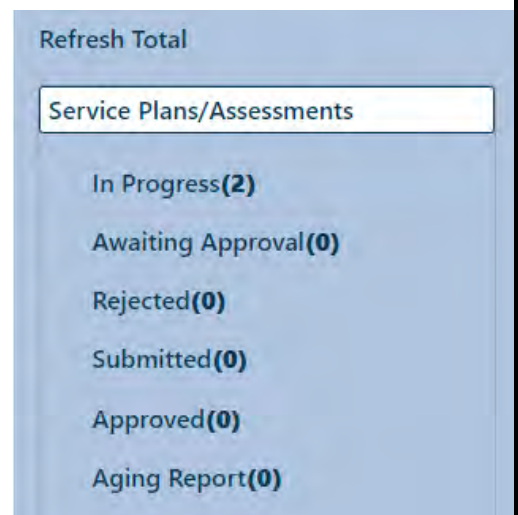 Refresh Total
Service Plans/Assessments
In Progress(2)
Awaiting Approval(0)
Rejected(0)
Submitted(0)
Approved(0)
Aging Report(0)